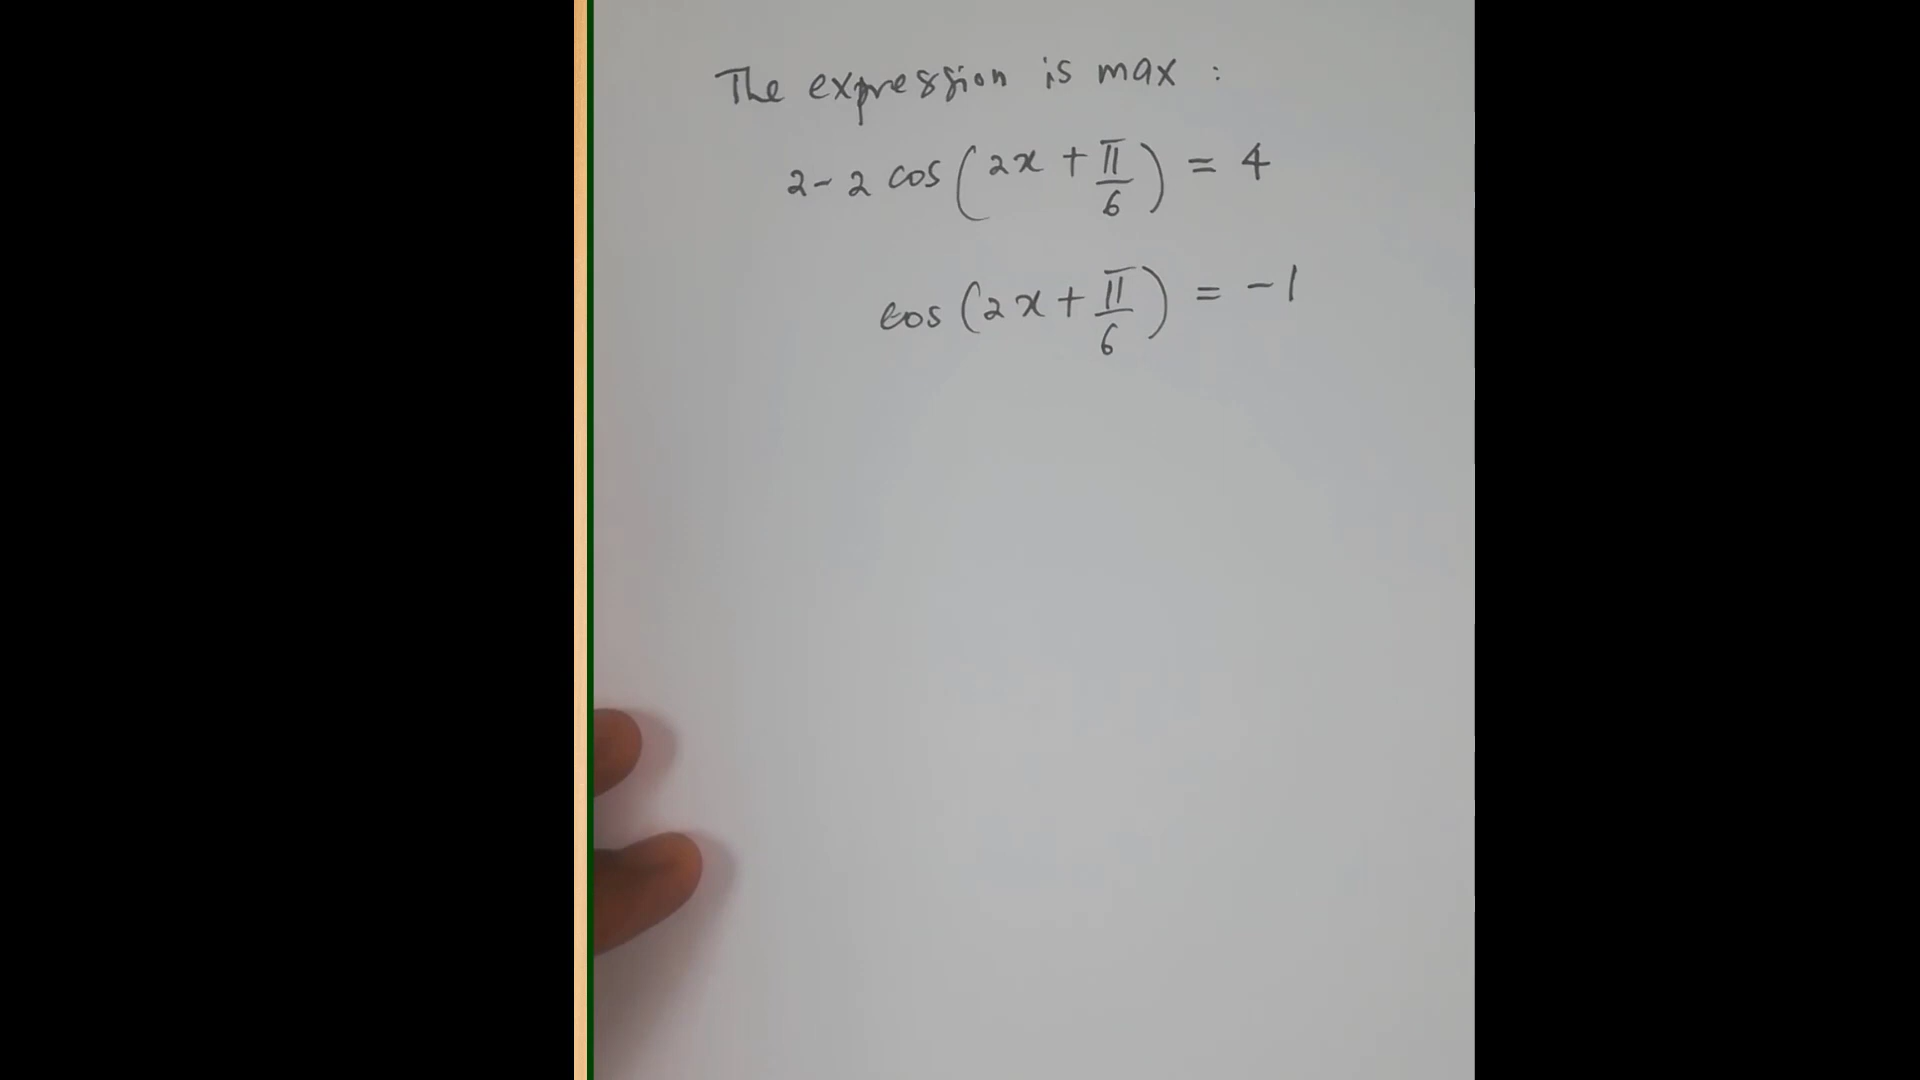 The expression is max :
2 - 2 cos(2x + π/6) = 4
cos(2x + π/6) = -1